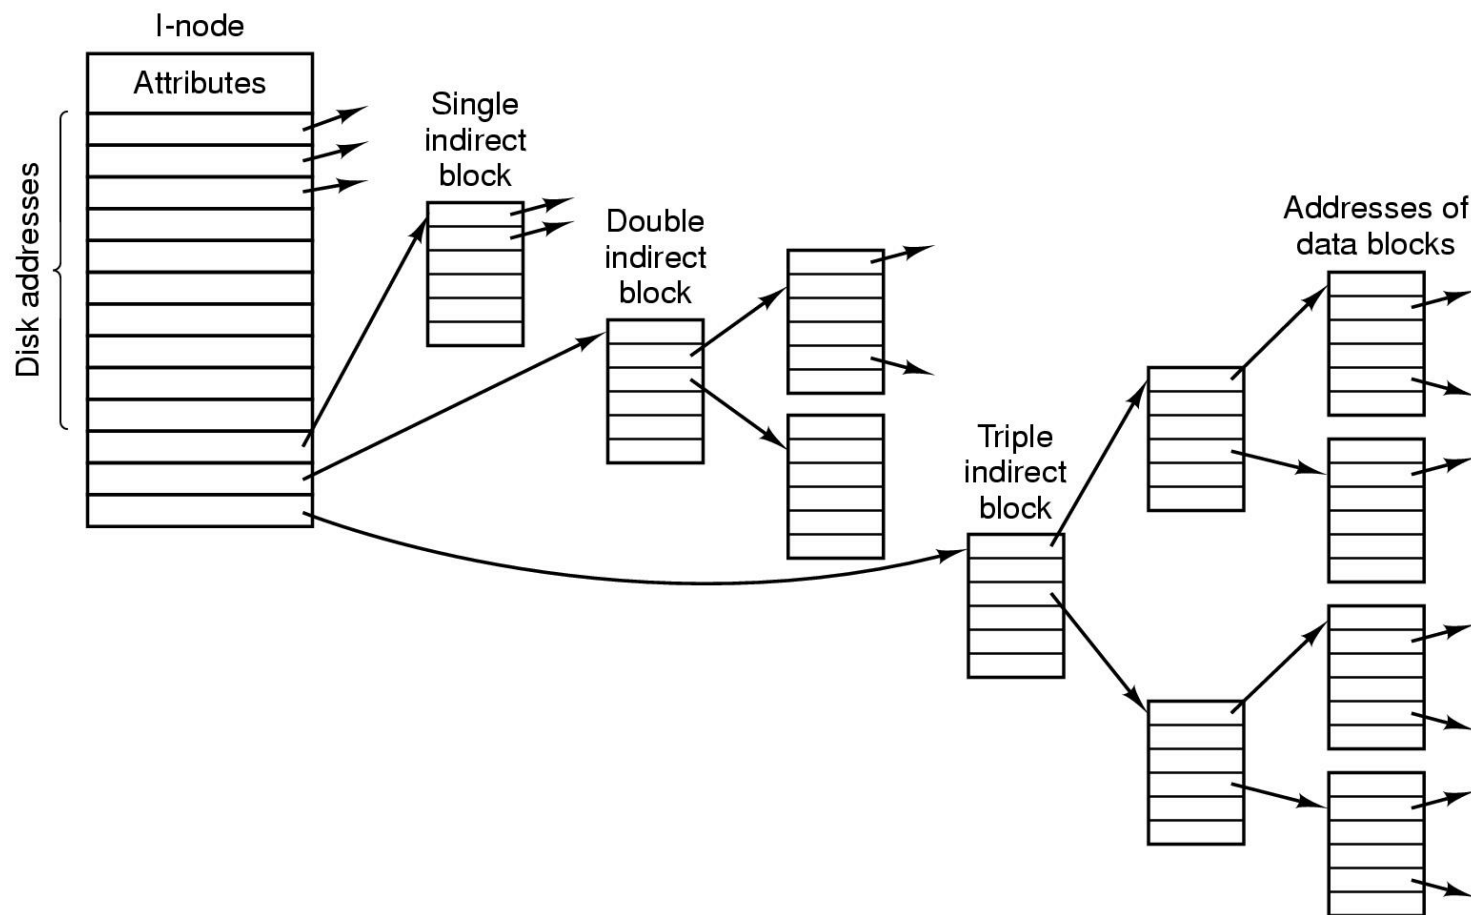 I-node
Attributes
Disk addresses
Single
indirect
block
Double
indirect
block
Triple
indirect
block
Addresses of
data blocks